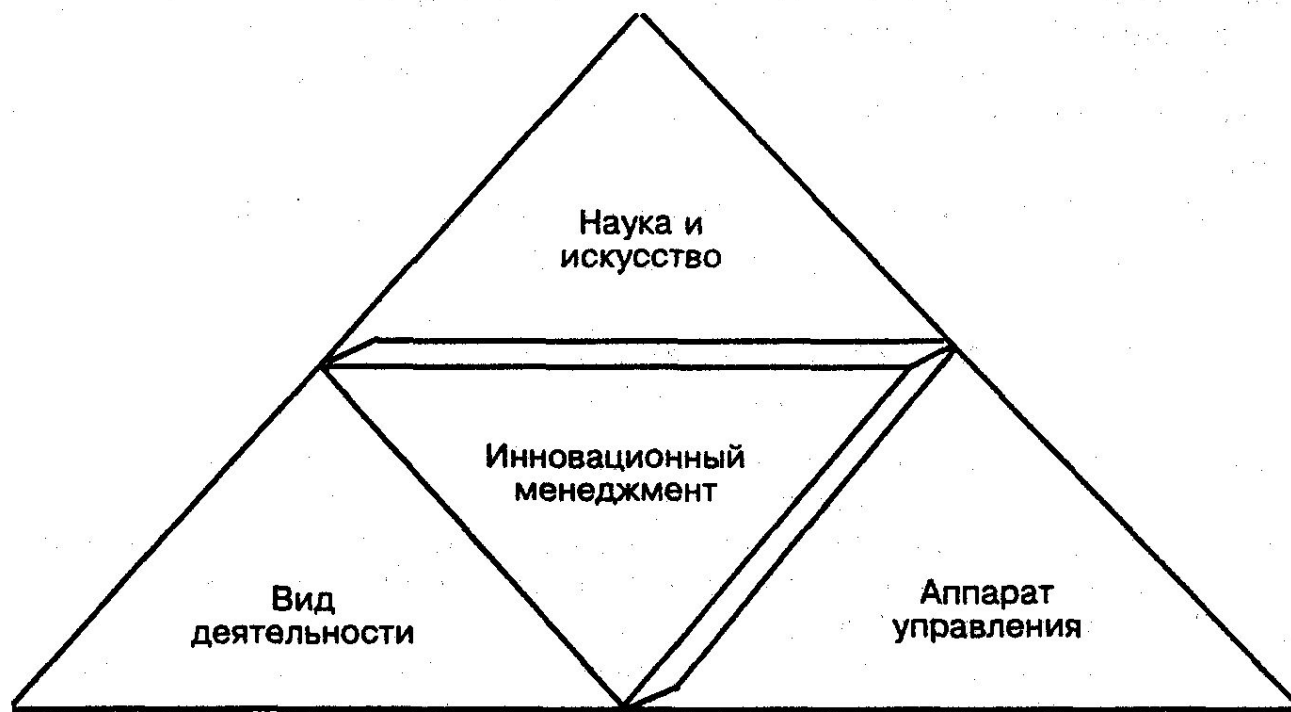 Наука и
искусство
Инновационный
менеджмент
Вид
деятельности
Аппарат
управления